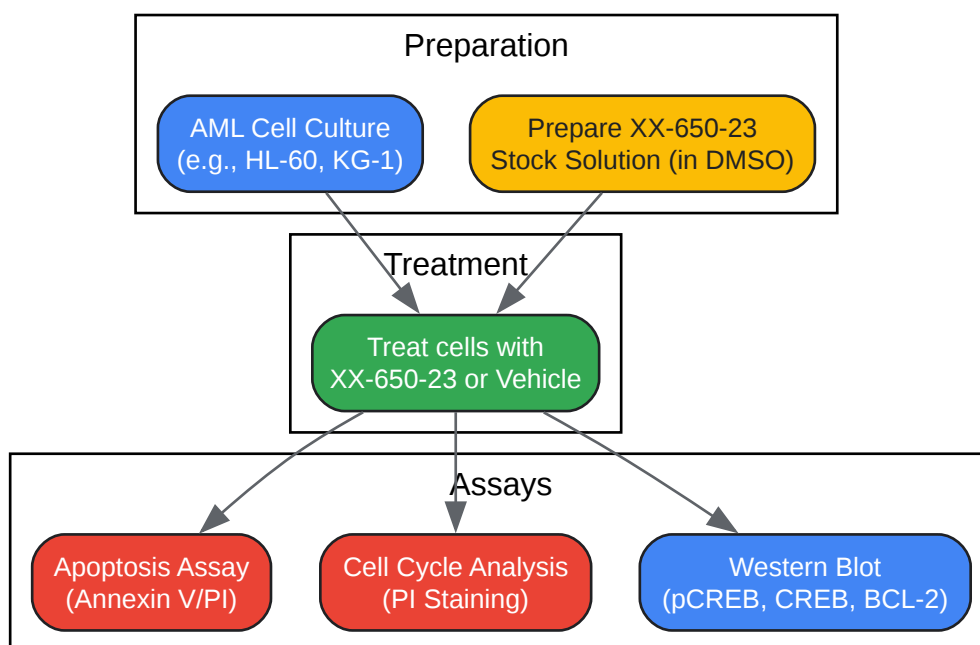 Preparation
AML Cell Culture
(e.g., HL-60, KG-1)
Prepare XX-650-23
Stock Solution (in DMSO)
Treatment
Treat cells with
XX-650-23 or Vehicle
Assays
Apoptosis Assay
(Annexin V/PI)
Cell Cycle Analysis
(PI Staining)
Western Blot
(pCREB, CREB, BCL-2)